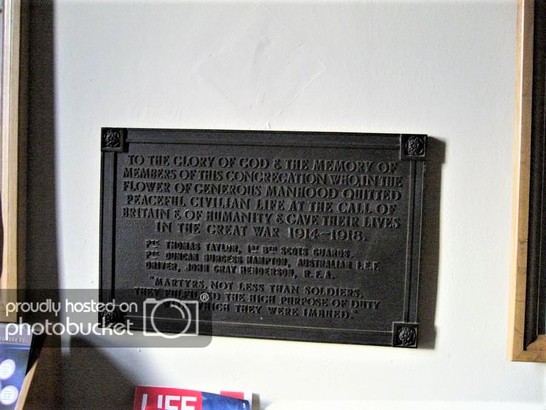 TO THE GLORY OF GOD & THE MEMORY OF
MEMBERS OF THIS CONGREGATION WHO, IN THE
FLOWER OF GENEROUS MANHOOD QUITTED
PEACEFUL CIVILIAN LIFE AT THE CALL OF
BRITAIN & OF HUMANITY & GAVE THEIR LIVES
IN THE GREAT WAR 1914-1918.
PTE THOMAS TAYLOR, 1ST BTN SCOTS GUARDS.
PTE DUNCAN BURGESS HAMPTON, AUSTRALIAN I.E.F.
DRIVER, JOHN GRAY HENDERSON, R.F.A.
"MARTYRS, NOT LESS THAN SOLDIERS,
THEY THE HIGH PURPOSE OF DUTY
WHICH THEY WERE IMBUED."
proudly hosted on
photobucket®
LIFE